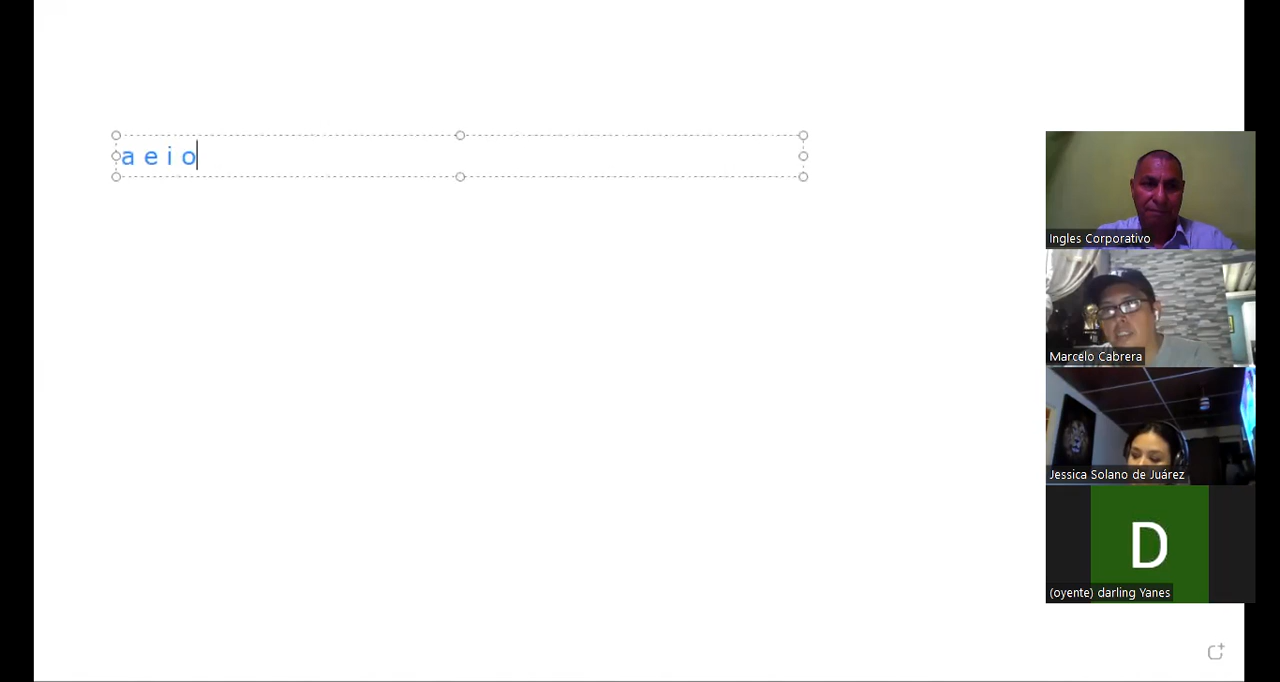 a e i o
Ingles Corporativo
Marcelo Cabrera
Jessica Solano de Juárez
D
(oyente) darling Yanes